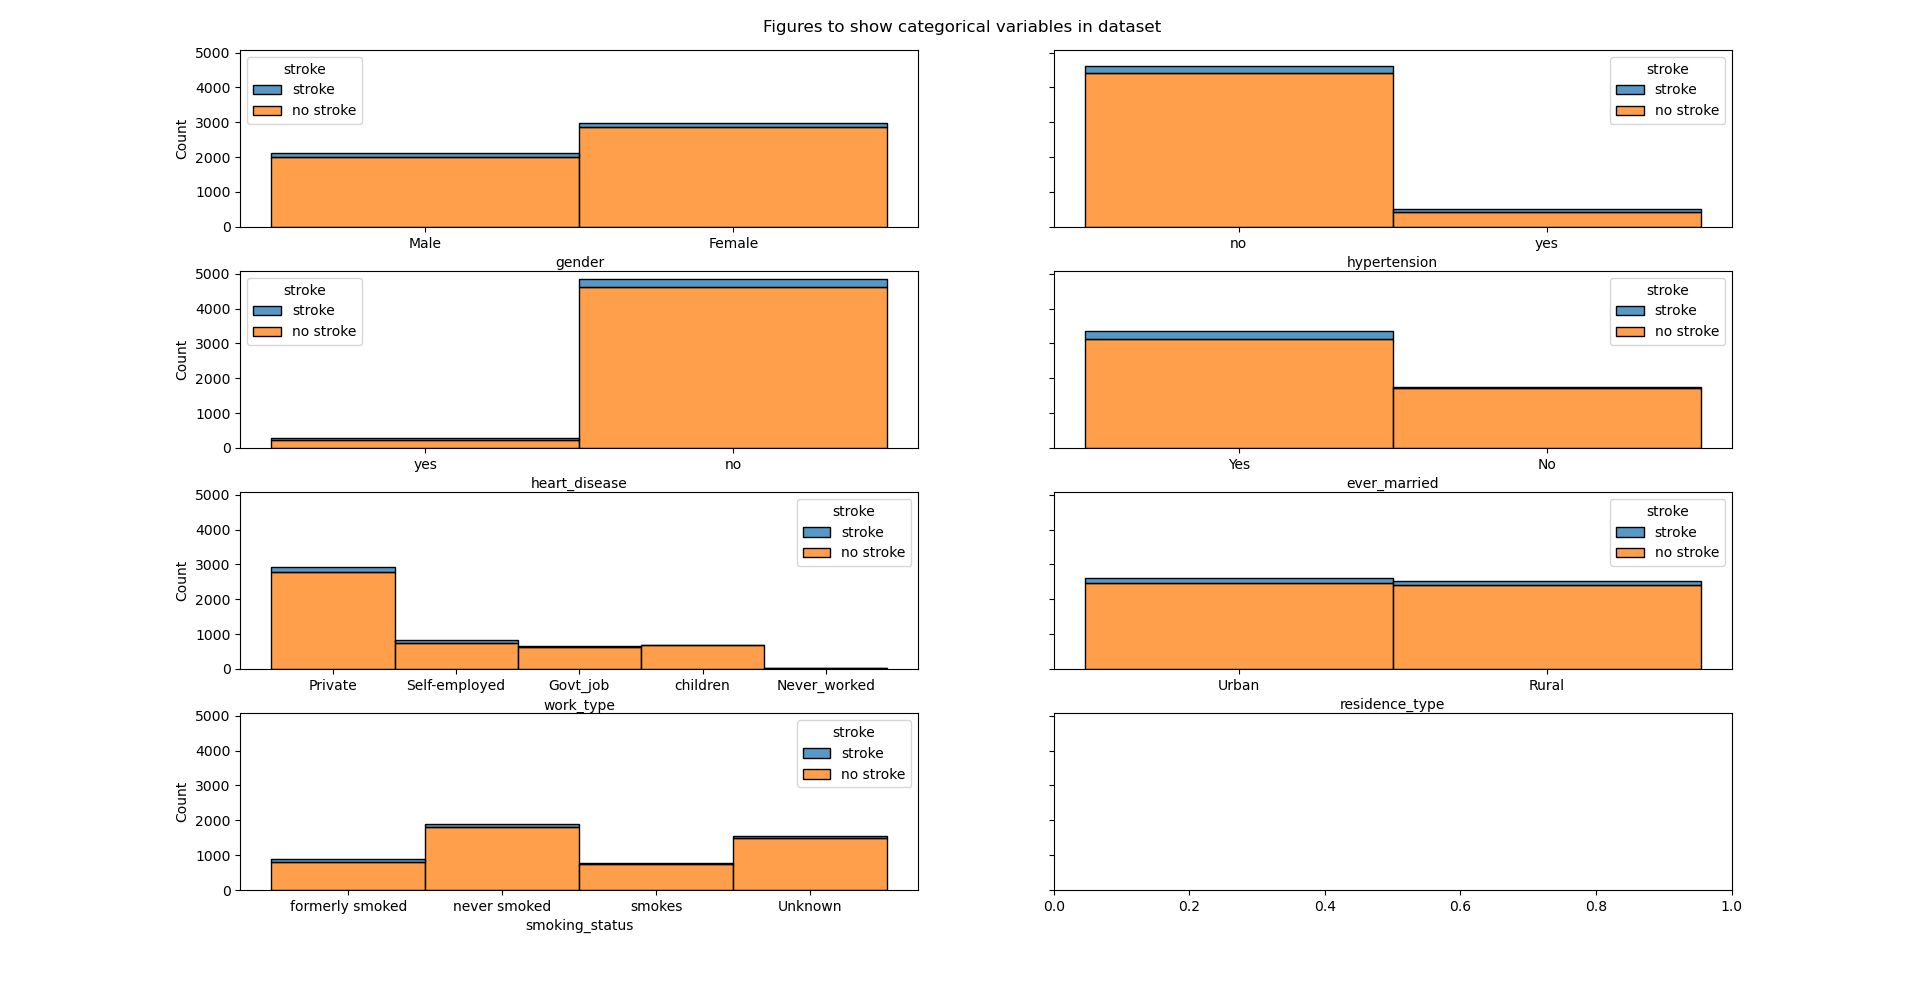 Figures to show categorical variables in dataset
5000
4000
3000
2000
1000
0
Count
stroke
stroke
no stroke
Male Female
gender
stroke
stroke
no stroke
no yes
hypertension
5000
4000
3000
2000
1000
0
Count
stroke
stroke
no stroke
yes no
heart_disease
stroke
stroke
no stroke
Yes No
ever_married
5000
4000
3000
2000
1000
0
Count
stroke
stroke
no stroke
Private Self-employed Govt_job children Never_worked
work_type
stroke
stroke
no stroke
Urban Rural
residence_type
5000
4000
3000
2000
1000
0
Count
stroke
stroke
no stroke
formerly smoked never smoked smokes Unknown
smoking_status
0.0 0.2 0.4 0.6 0.8 1.0